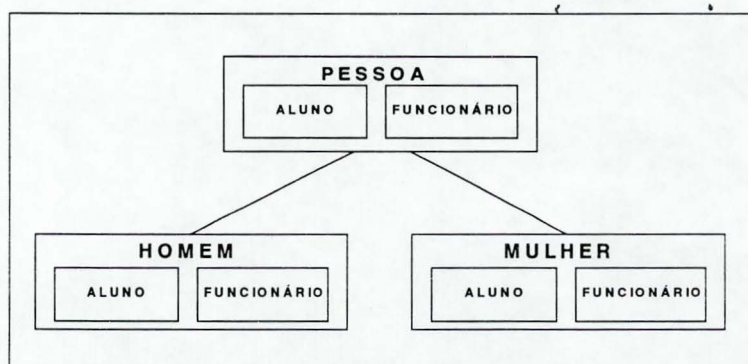 PESSOA
ALUNO FUNCIONÁRIO
HOMEM
ALUNO FUNCIONÁRIO
MULHER
ALUNO FUNCIONÁRIO